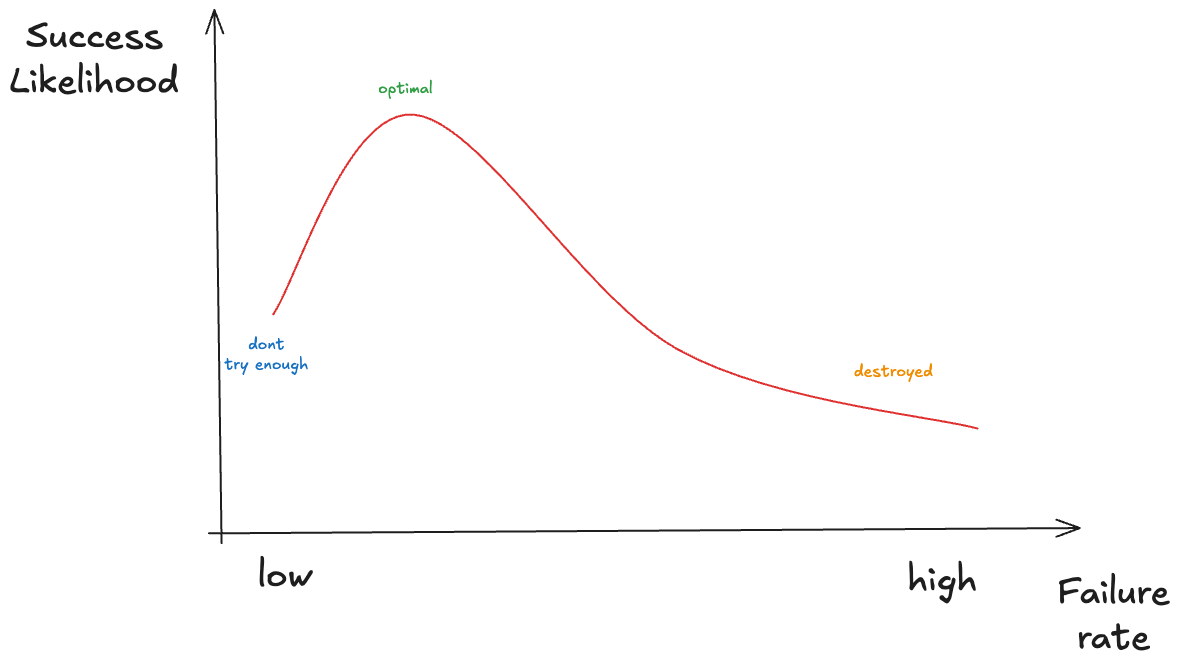 Success
Likelihood
optimal
dont
try enough
destroyed
low
high
Failure
rate